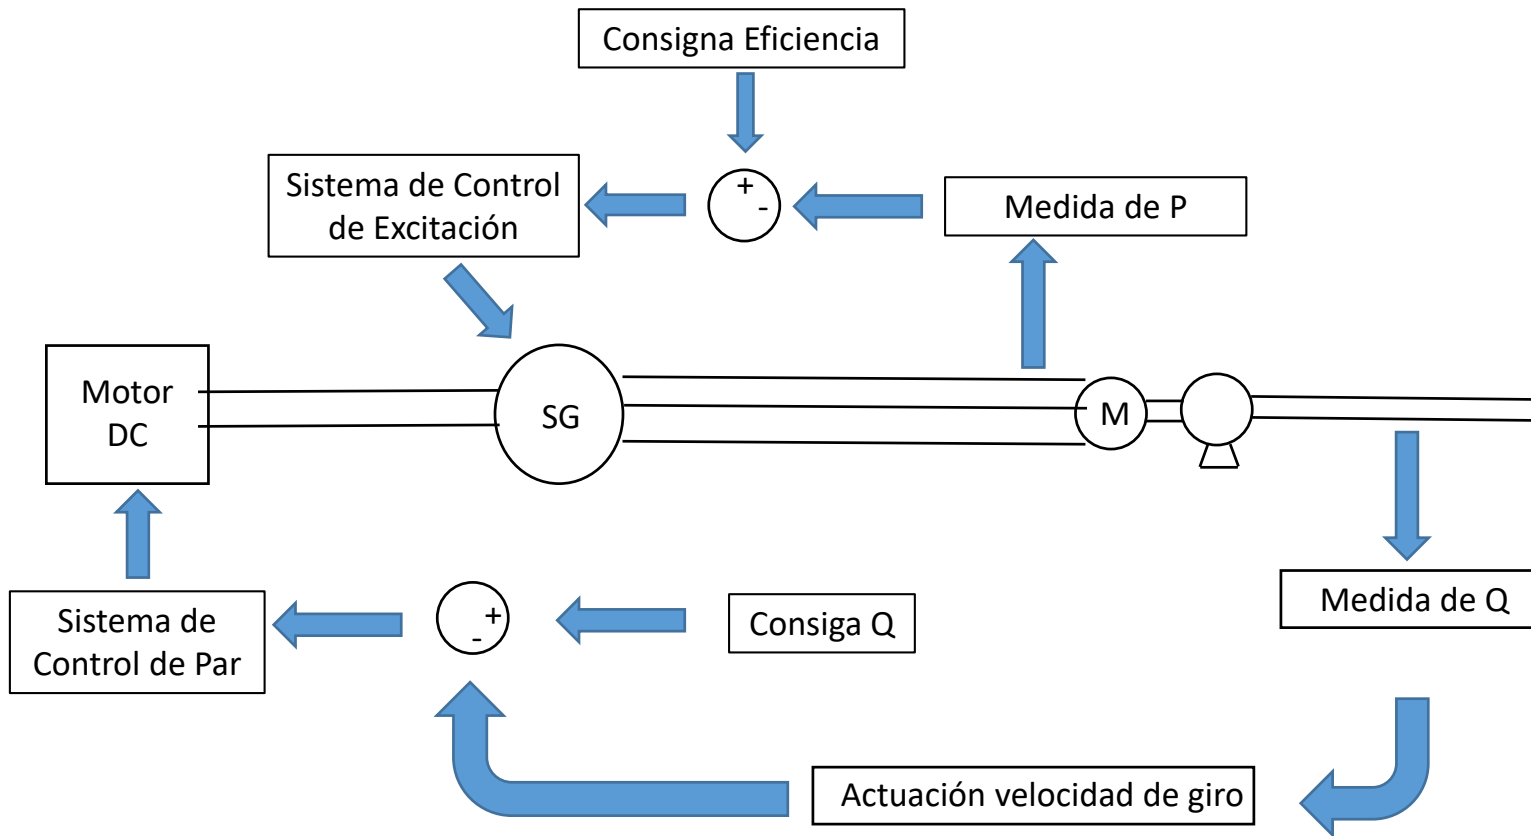 Consigna Eficiencia
Sistema de Control
de Excitación
+
-
Medida de P
Motor
DC
SG
M
Sistema de
Control de Par
+
-
Consiga Q
Medida de Q
Actuación velocidad de giro